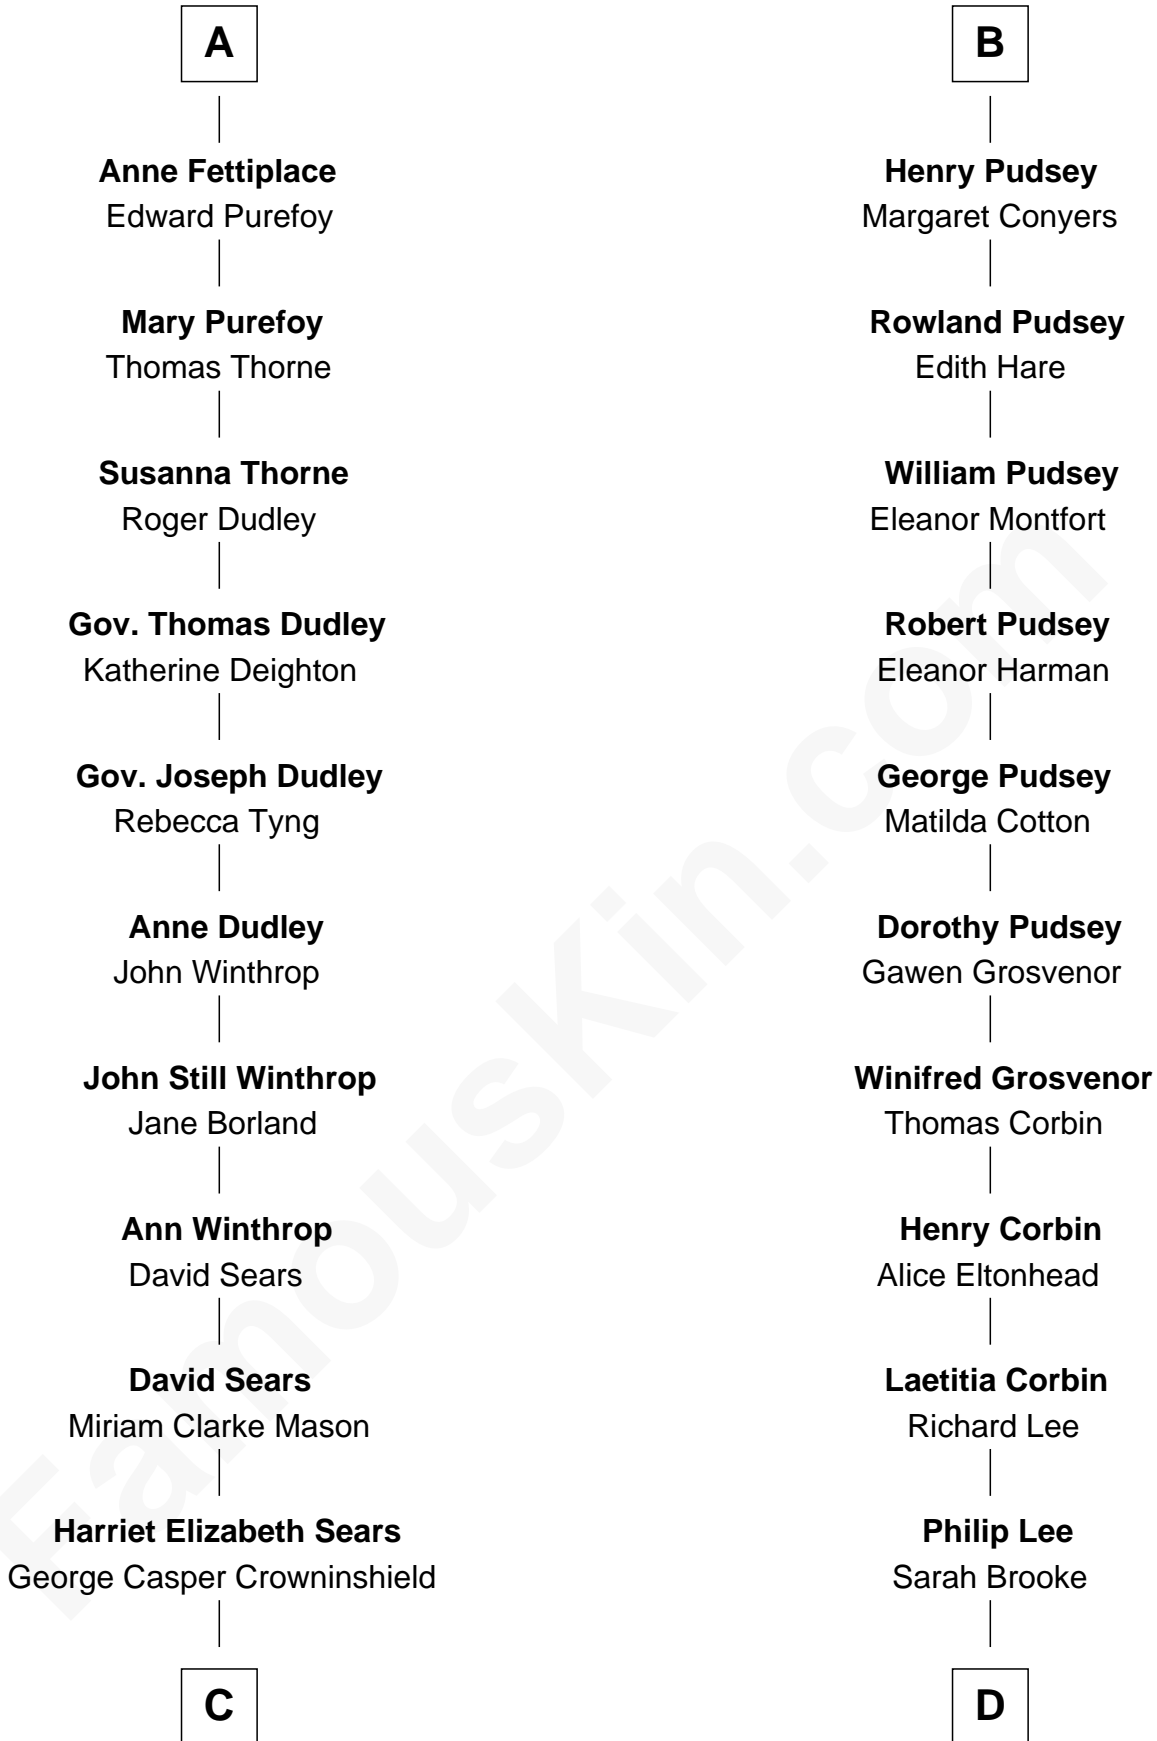 A
Anne Fettiplace
Edward Purefoy
Mary Purefoy
Thomas Thorne
Susanna Thorne
Roger Dudley
Gov. Thomas Dudley
Katherine Deighton
Gov. Joseph Dudley
Rebecca Tyng
Anne Dudley
John Winthrop
John Still Winthrop
Jane Borland
Ann Winthrop
David Sears
David Sears
Miriam Clarke Mason
Harriet Elizabeth Sears
George Casper Crowninshield
C
B
Henry Pudsey
Margaret Conyers
Rowland Pudsey
Edith Hare
William Pudsey
Eleanor Montfort
Robert Pudsey
Eleanor Harman
George Pudsey
Matilda Cotton
Dorothy Pudsey
Gawen Grosvenor
Winifred Grosvenor
Thomas Corbin
Henry Corbin
Alice Eltonhead
Laetitia Corbin
Richard Lee
Philip Lee
Sarah Brooke
D
FamousKin.com